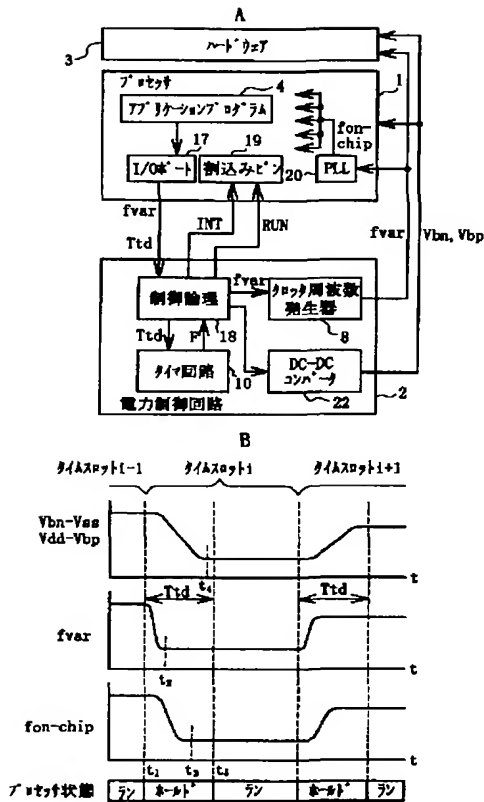 A
ハードウェア
3
プロセッサ
4
1
アプリケーションプログラム
17
19
fon-
chip
I/Oポート
割込みピン
20
PLL
fvar
Ttd
INT
RUN
fvar
Vbn, Vbp
制御論理
fvar
クロック周波数
発生器
Ttd
F
18
8
タイマ回路
10
DC-DC
コンバータ
22
2
電力制御回路
B
タイムスロットi-1
タイムスロットi
タイムスロットi+1
Vbn-Vss
Vdd-Vbp
t4
t
Ttd
Ttd
fvar
t2
t
fon-chip
t1
t3
t5
t
プロセッサ状態
ラン
ホールド
ラン
ホールド
ラン